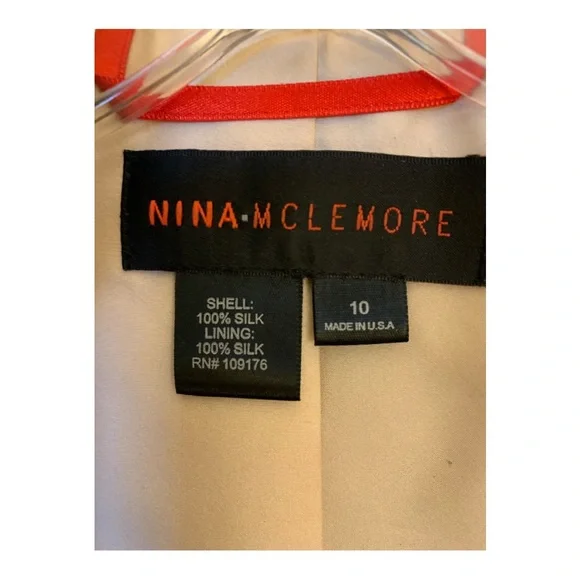 NINA·MCLEMORE
SHELL:
100% SILK
LINING:
100% SILK
RN# 109176
10
MADE IN U.S.A